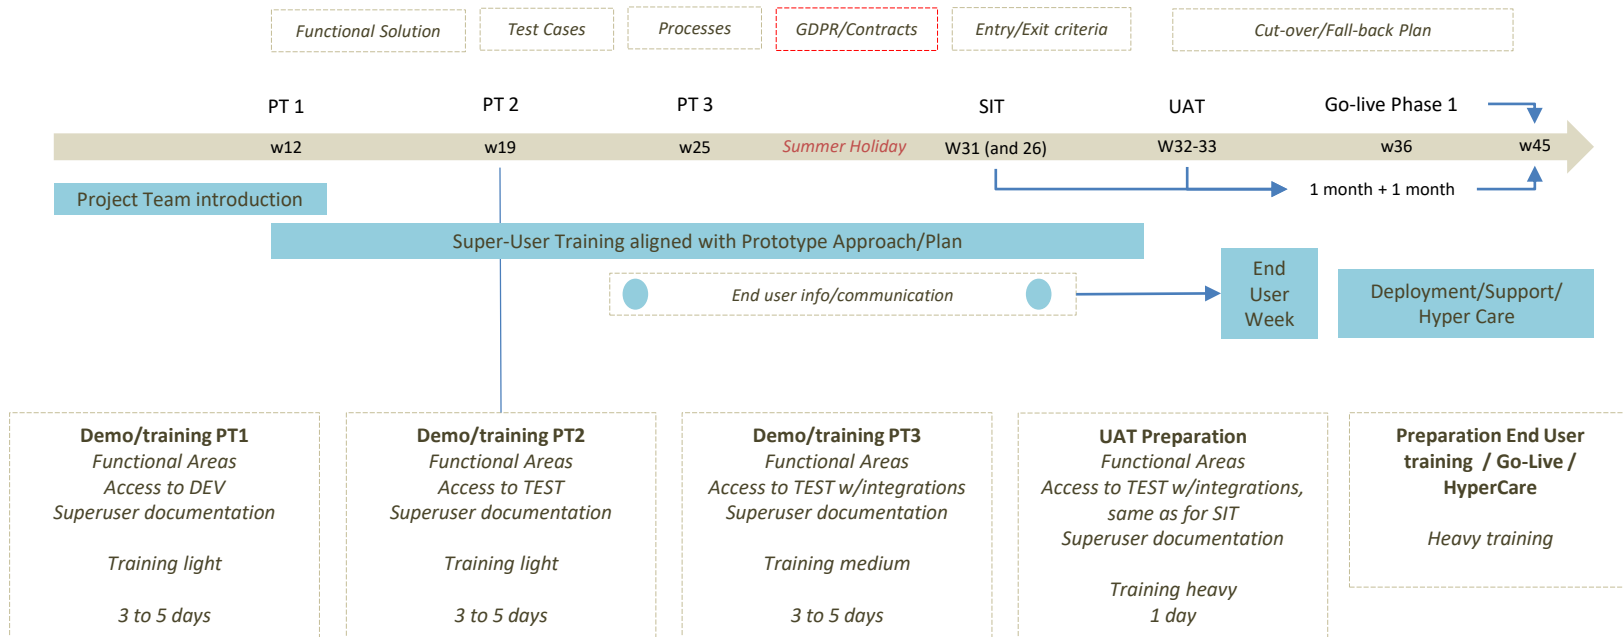 Functional Solution
Test Cases
Processes
GDPR/Contracts
Entry/Exit criteria
Cut-over/Fall-back Plan
PT 1
PT 2
PT 3
SIT
UAT
Go-live Phase 1
w12
w19
w25
Summer Holiday
W31 (and 26)
W32-33
w36
w45
Project Team introduction
1 month + 1 month
Super-User Training aligned with Prototype Approach/Plan
End user info/communication
End
User
Week
Deployment/Support/
Hyper Care
Demo/training PT1
Functional Areas
Access to DEV
Superuser documentation
Training light
3 to 5 days
Demo/training PT2
Functional Areas
Access to TEST
Superuser documentation
Training light
3 to 5 days
Demo/training PT3
Functional Areas
Access to TEST w/integrations
Superuser documentation
Training medium
3 to 5 days
UAT Preparation
Functional Areas
Access to TEST w/integrations,
same as for SIT
Superuser documentation
Training heavy
1 day
Preparation End User
training / Go-Live /
HyperCare
Heavy training